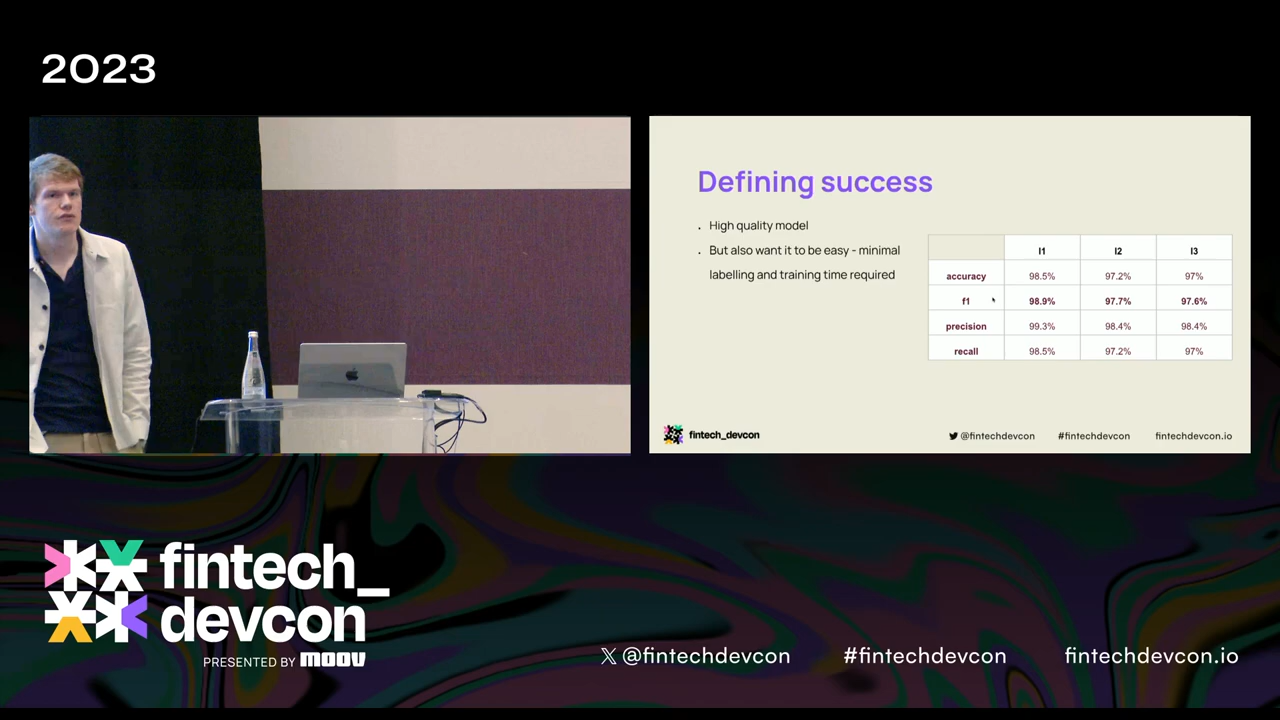 2023
Defining success
. High quality model
. But also want it to be easy - minimal
labelling and training time required
l1 l2 l3
accuracy 98.5% 97.2% 97%
f1 98.9% 97.7% 97.6%
precision 99.3% 98.4% 98.4%
recall 98.5% 97.2% 97%
fintech_devcon
@fintechdevcon #fintechdevcon fintechdevcon.io
fintech_
devcon
PRESENTED BY moov
X @fintechdevcon #fintechdevcon fintechdevcon.io